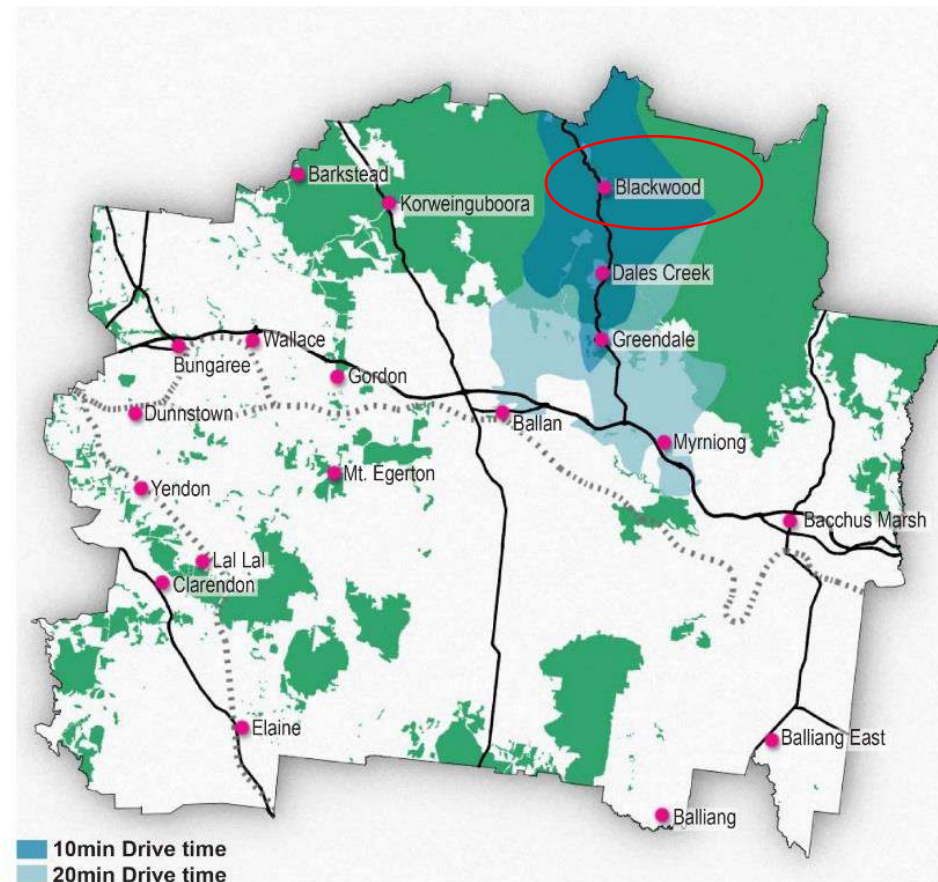 Barkstead
Blackwood
Korweinguboora
Dales Creek
Wallace
Greendale
Bungaree
Gordon
Dunnstown
Ballan
Myrniong
Mt. Egerton
Yendon
Bacchus Marsh
Lal Lal
Clarendon
Elaine
Balliang East
Balliang
10min Drive time
20min Drive time